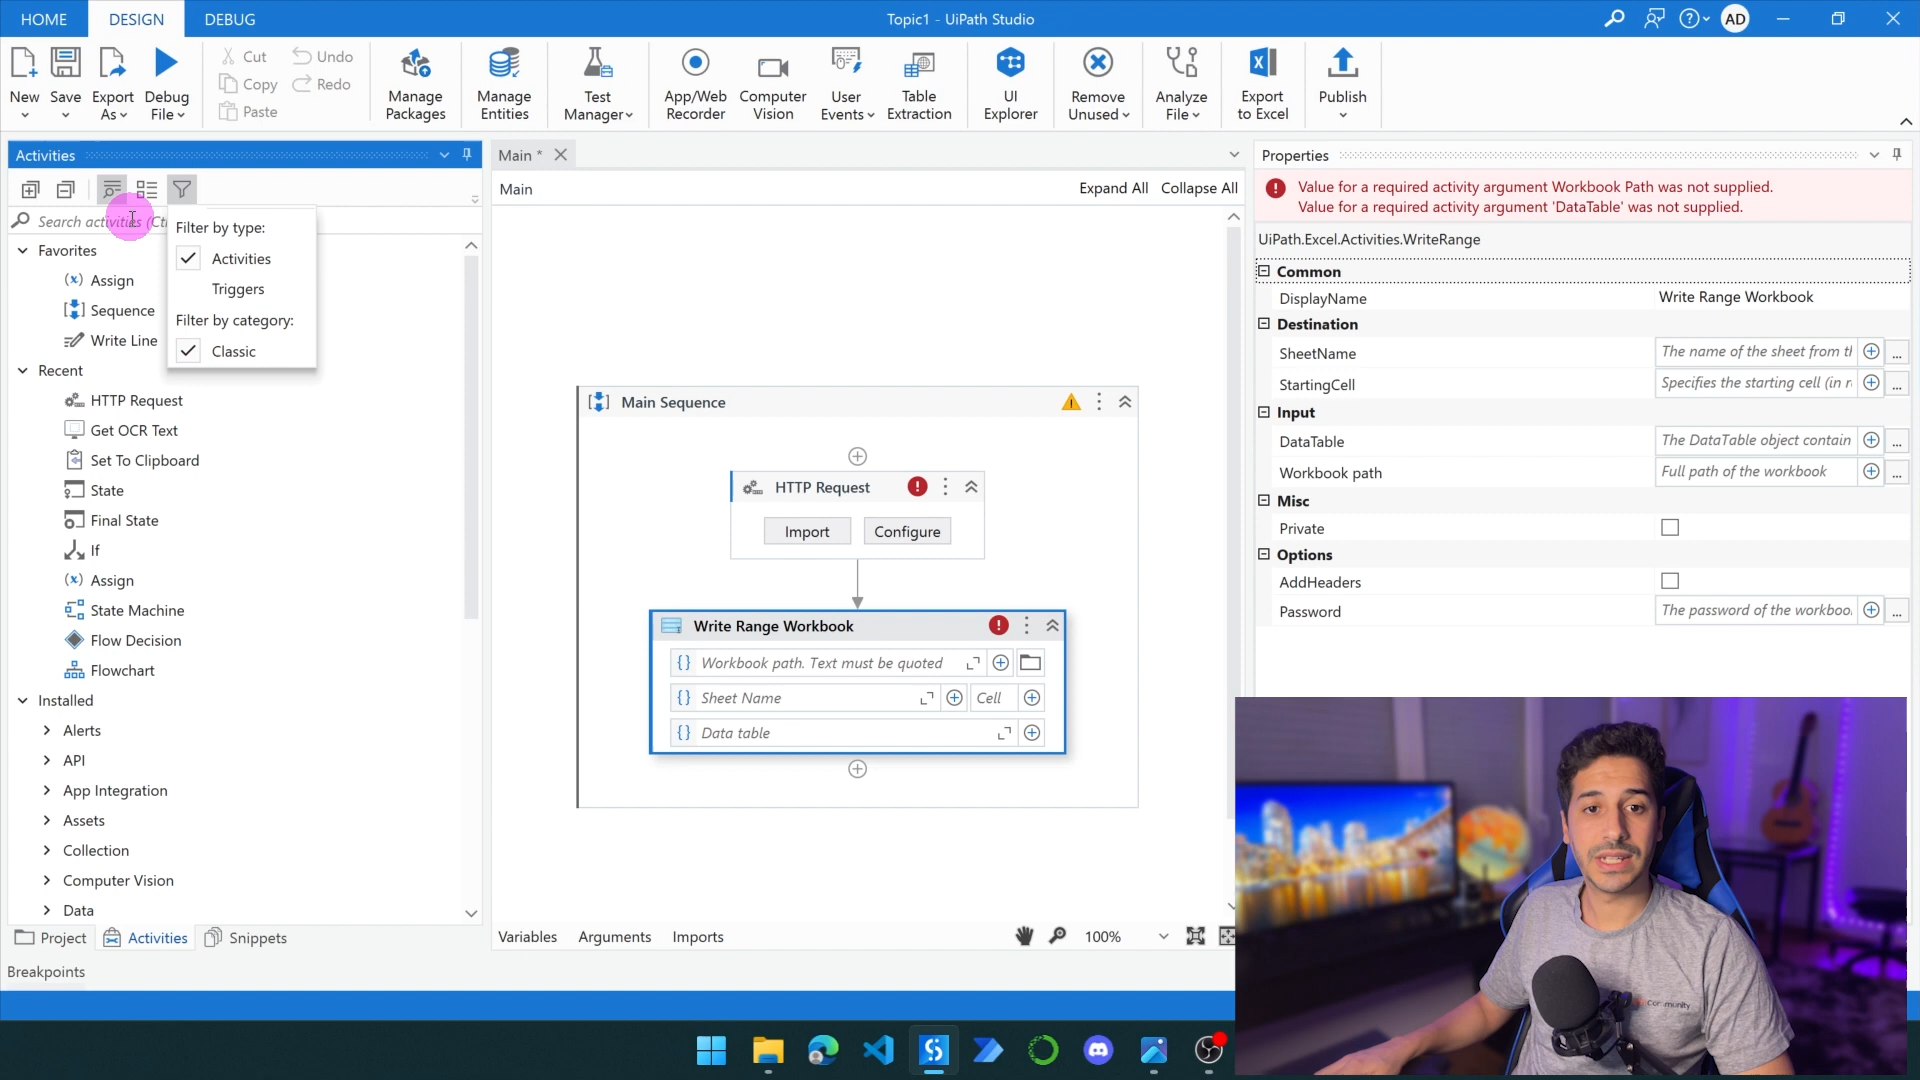 HOME DESIGN DEBUG Topic1 - UiPath Studio AD
New Save Export As Debug File
Cut Copy Paste Undo Redo
Manage Packages
Manage Entities
Test Manager
App/Web Recorder
Computer Vision
User Events
Table Extraction
UI Explorer
Remove Unused
Analyze File
Export to Excel
Publish
Activities
Search activities (Ct
Filter by type:
Activities
Triggers
Filter by category:
Classic
Favorites
Assign
Sequence
Write Line
Recent
HTTP Request
Get OCR Text
Set To Clipboard
State
Final State
If
Assign
State Machine
Flow Decision
Flowchart
Installed
Alerts
API
App Integration
Assets
Collection
Computer Vision
Data
Project Activities Snippets
Breakpoints
Main *
Main Expand All Collapse All
Main Sequence
HTTP Request
Import Configure
Write Range Workbook
Workbook path. Text must be quoted
Sheet Name Cell
Data table
Variables Arguments Imports 100%
Properties
Value for a required activity argument Workbook Path was not supplied.
Value for a required activity argument 'DataTable' was not supplied.
UiPath.Excel.Activities.WriteRange
Common
DisplayName Write Range Workbook
Destination
SheetName The name of the sheet from th ...
StartingCell Specifies the starting cell (in r ...
Input
DataTable The DataTable object contain ...
Workbook path Full path of the workbook ...
Misc
Private
Options
AddHeaders
Password The password of the workboo ...